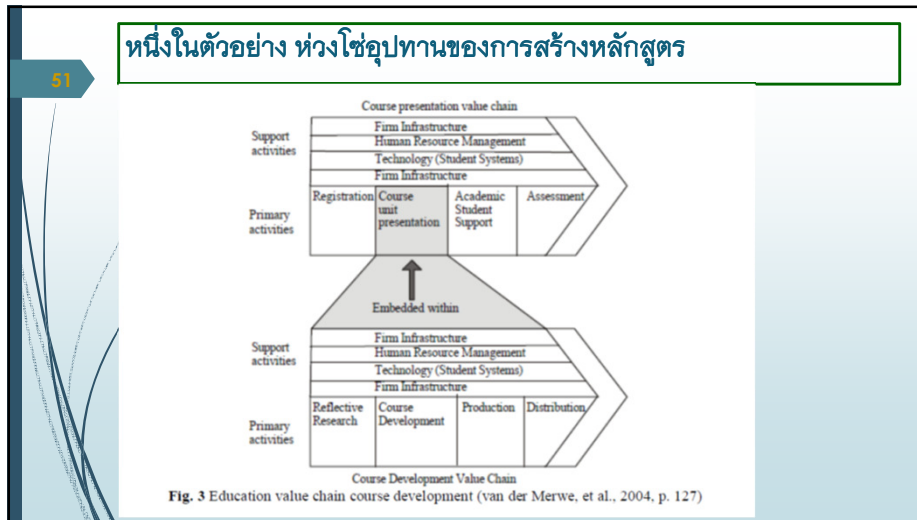 หนึ่งในตัวอย่าง ห่วงโซ่อุปทานของการสร้างหลักสูตร
51
Course presentation value chain
Support
activities
Firm Infrastructure
Human Resource Management
Technology (Student Systems)
Firm Infrastructure
Primary
activities
Registration
Course
unit
presentation
Academic
Student
Support
Assessment
Embedded within
Support
activities
Firm Infrastructure
Human Resource Management
Technology (Student Systems)
Firm Infrastructure
Primary
activities
Reflective
Research
Course
Development
Production
Distribution
Course Development Value Chain
Fig. 3 Education value chain course development (van der Merwe, et al., 2004, p. 127)